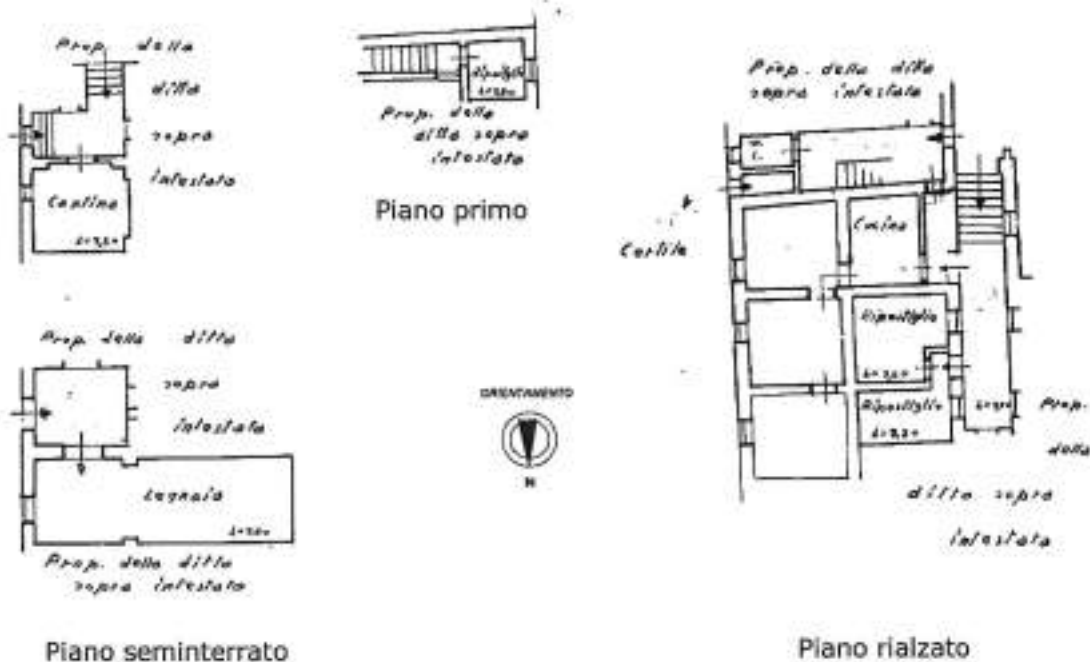 Prop. della
ditta
sopra
intestata
Cantina
Prop. della ditta
sopra
intestata
Legnaia
Prop. della ditta
sopra intestata
Piano seminterrato
Ripostiglio
Prop. della
ditta sopra
intestata
Piano primo
ORIENTAMENTO
N
Prop. della ditta
sopra intestata
Cortile
Cucina
Ripostiglio
Ripostiglio
Prop.
della
ditta sopra
intestata
Piano rialzato